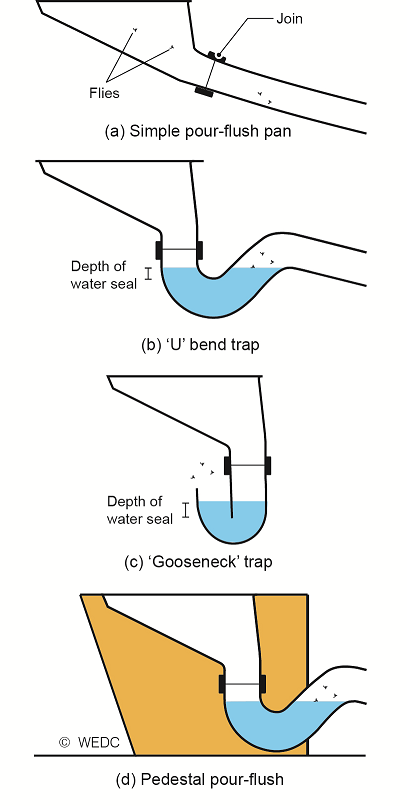 Join
Flies
(a) Simple pour-flush pan
Depth of
water seal
(b) ‘U’ bend trap
Depth of
water seal
(c) ‘Gooseneck’ trap
© WEDC
(d) Pedestal pour-flush